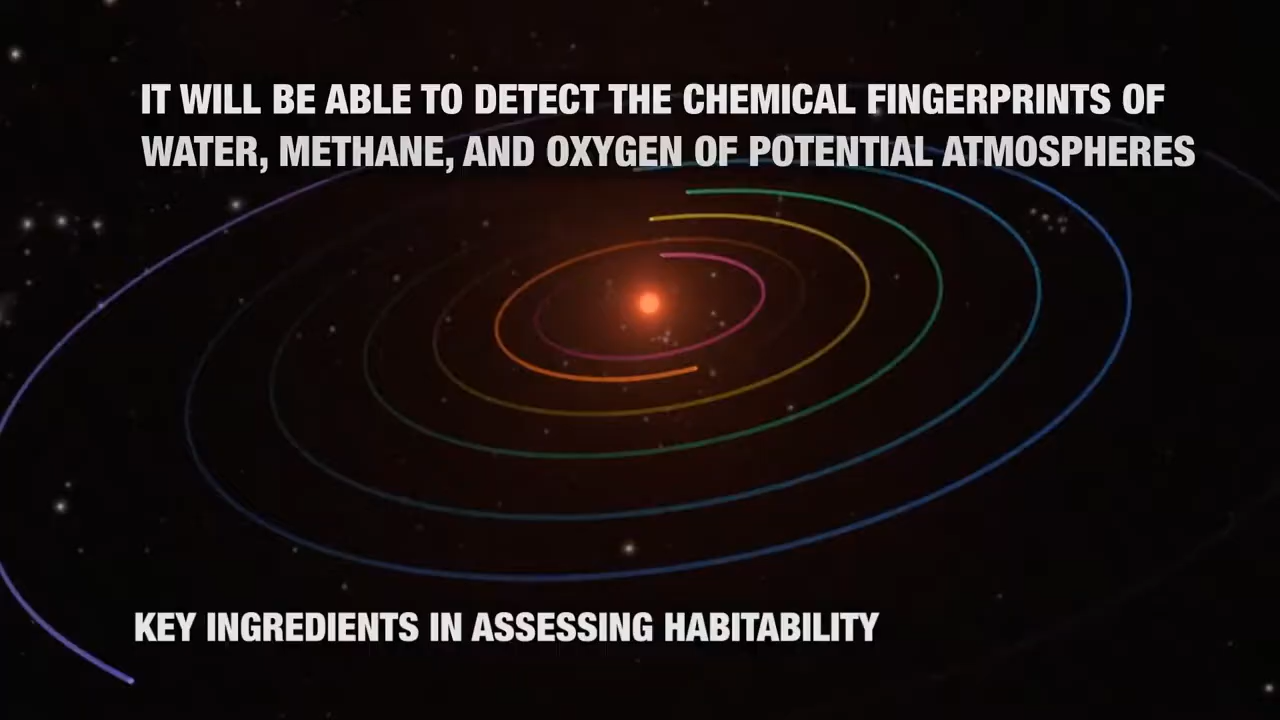 IT WILL BE ABLE TO DETECT THE CHEMICAL FINGERPRINTS OF
WATER, METHANE, AND OXYGEN OF POTENTIAL ATMOSPHERES
KEY INGREDIENTS IN ASSESSING HABITABILITY